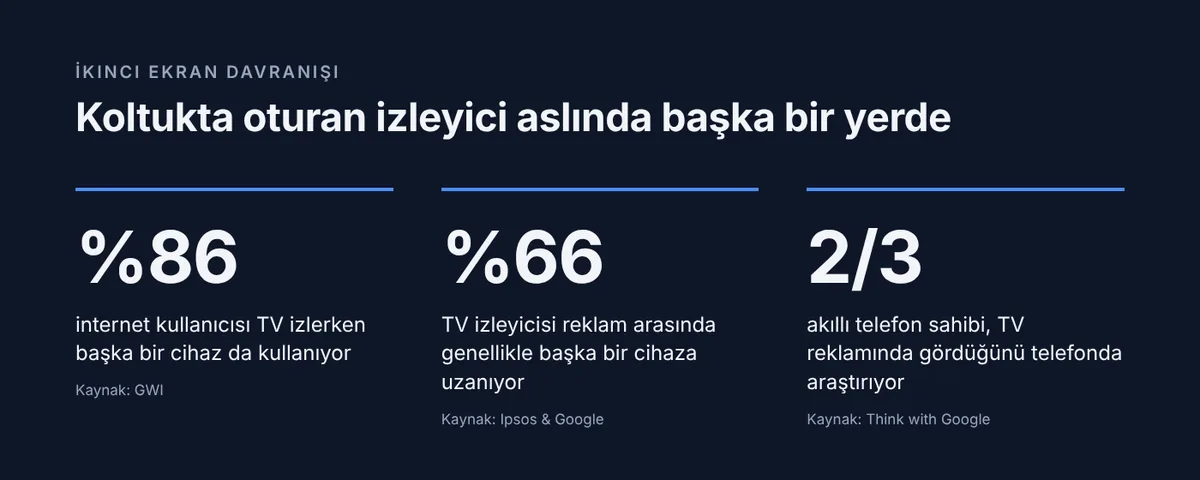 İKİNCİ EKRAN DAVRANIŞI
Koltukta oturan izleyici aslında başka bir yerde
%86
internet kullanıcısı TV izlerken
başka bir cihaz da kullanıyor
Kaynak: GWI
%66
TV izleyicisi reklam arasında
genellikle başka bir cihaza
uzanıyor
Kaynak: Ipsos & Google
2/3
akıllı telefon sahibi, TV
reklamında gördüğünü telefonda
araştırıyor
Kaynak: Think with Google